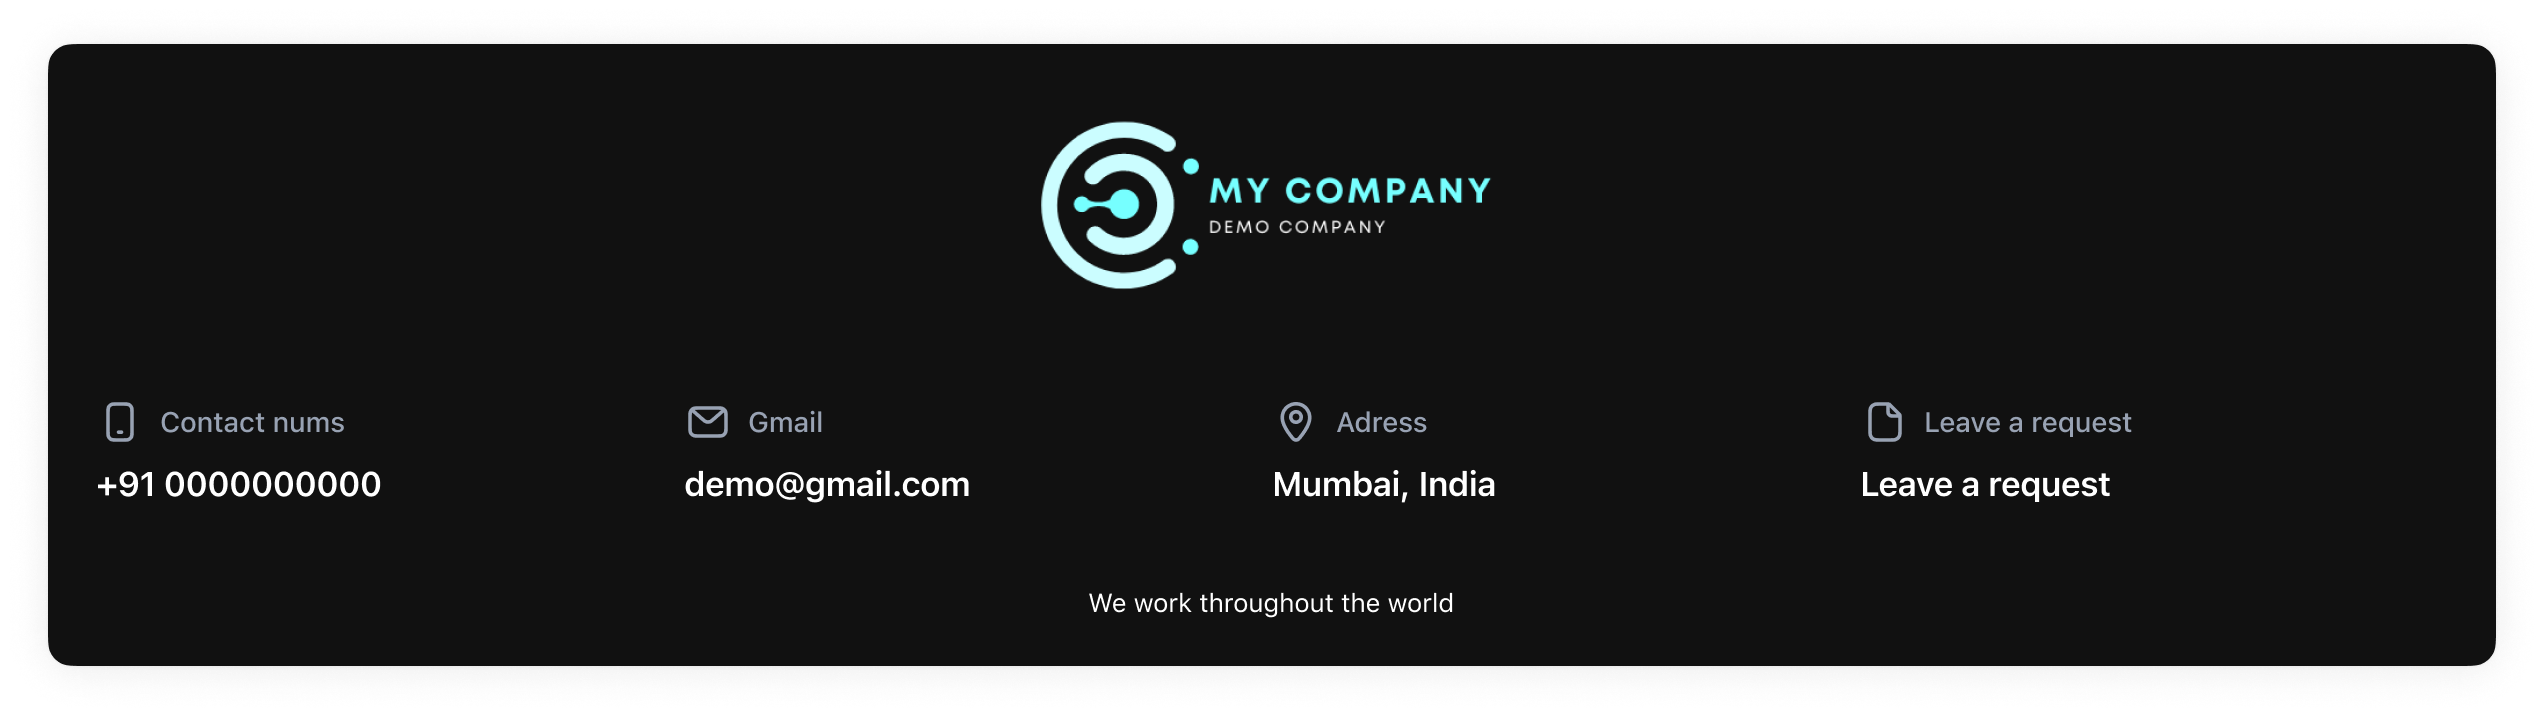 MY COMPANY
DEMO COMPANY
Contact nums
+91 0000000000
Gmail
demo@gmail.com
Adress
Mumbai, India
Leave a request
Leave a request
We work throughout the world